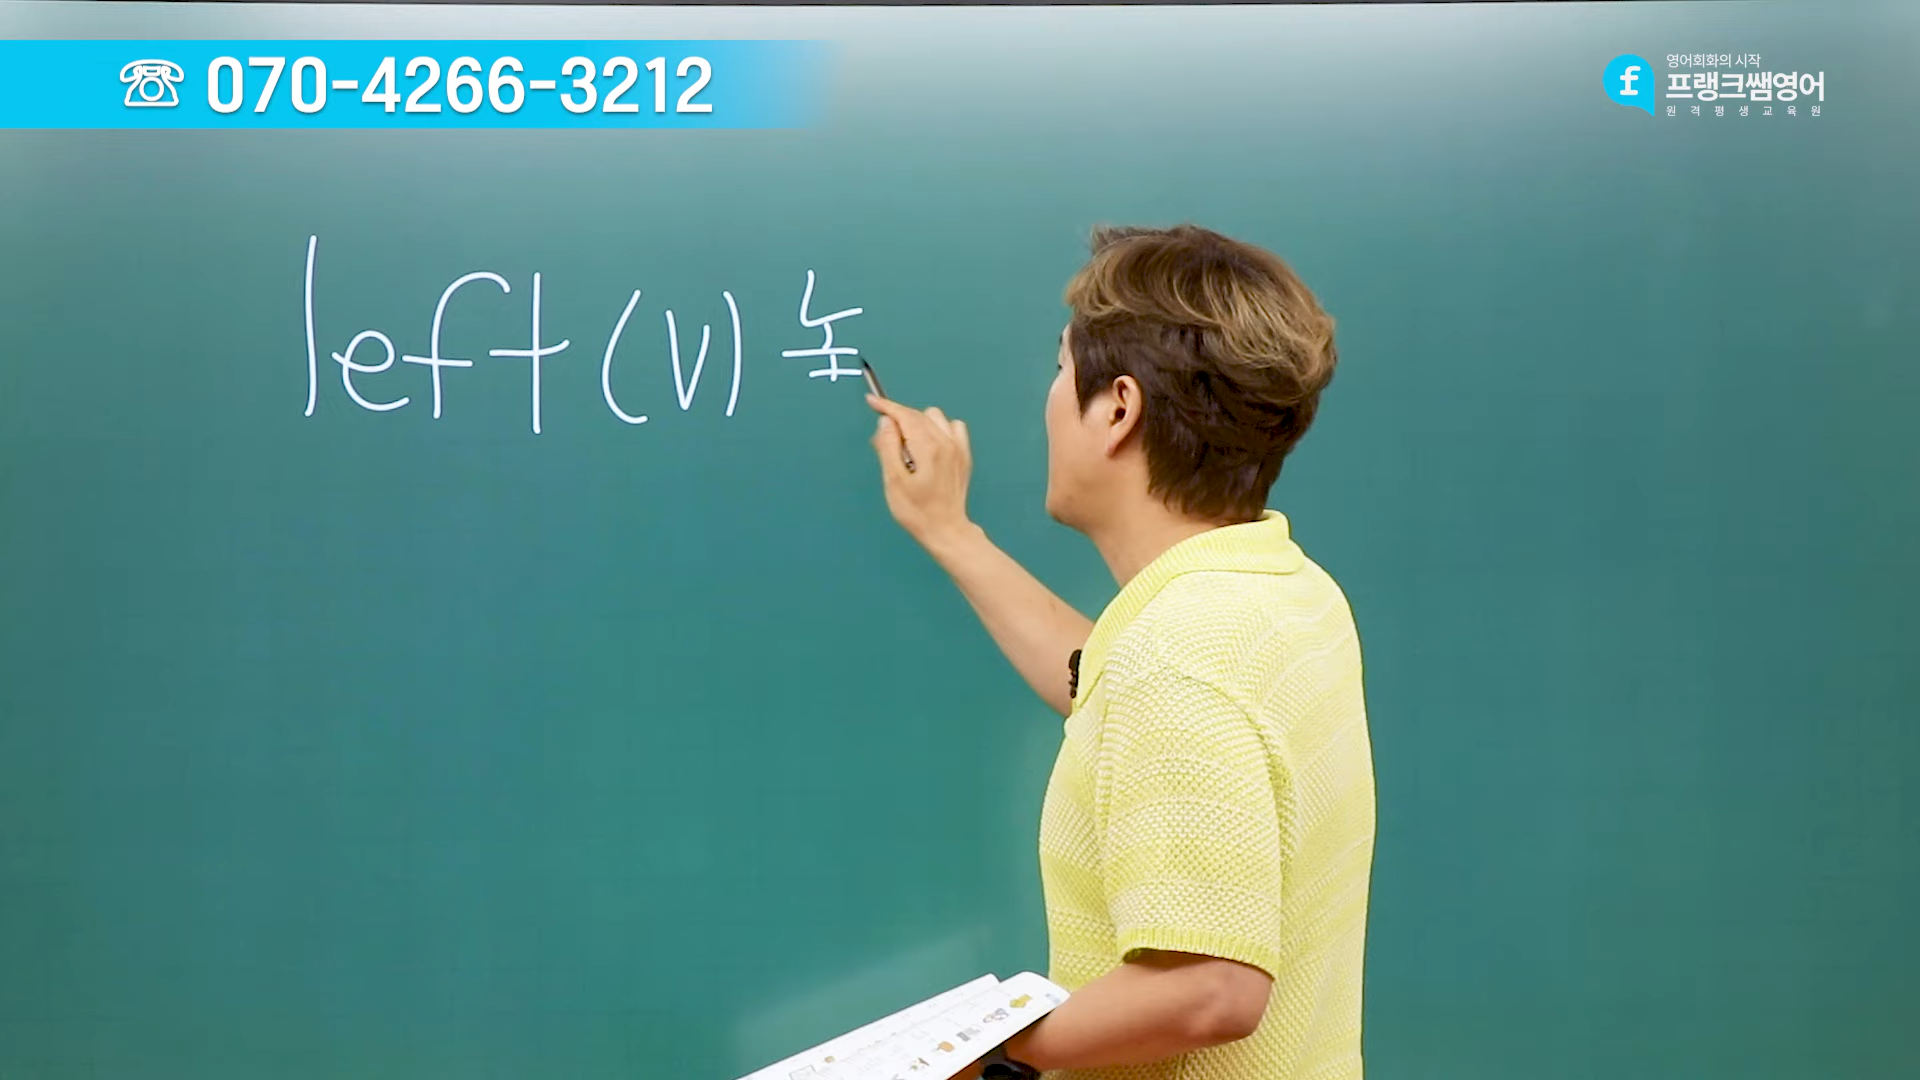 070-4266-3212
영어회화의 시작
프랭크쌤영어
원격평생교육원
left (v) 놓